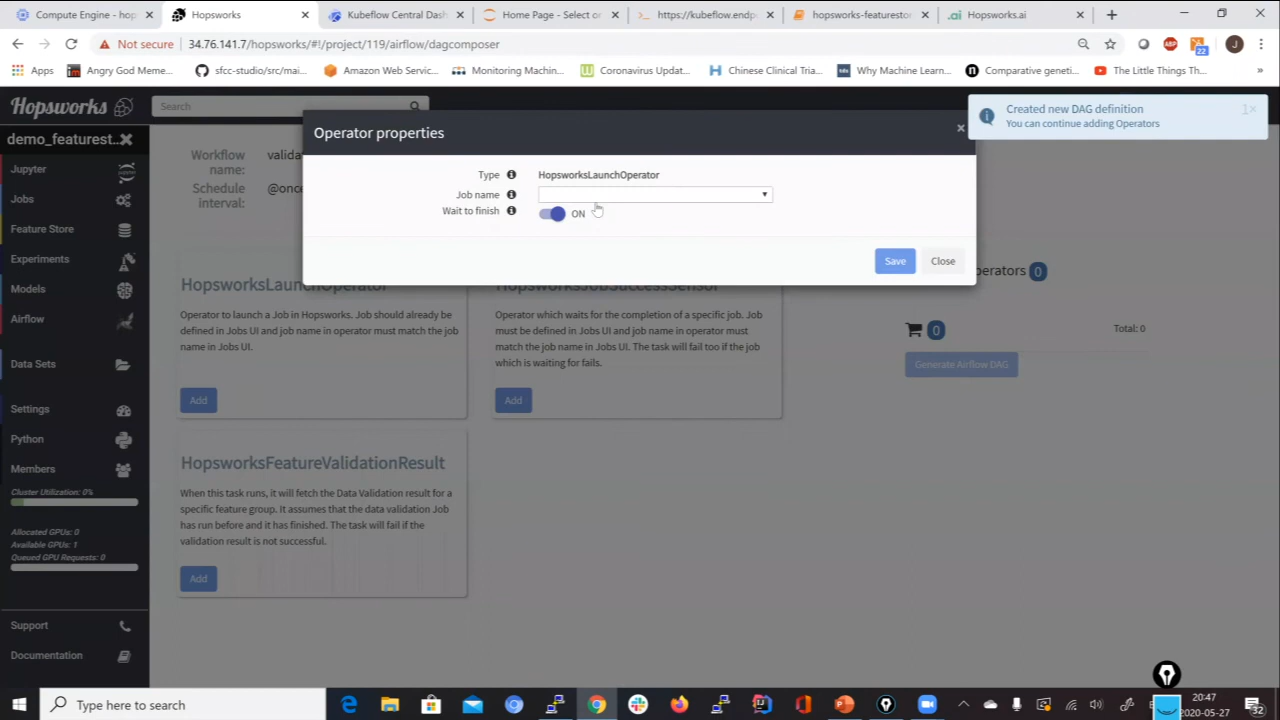 Compute Engine - hop
Hopsworks
Kubeflow Central Dash
Home Page - Select or
https://kubeflow.endp
hopsworks-featurestor
Hopsworks.ai
Not secure
34.76.141.7/hopsworks/#!/project/119/airflow/dagcomposer
ABP
22
J
Apps
Angry God Meme...
sfcc-studio/src/mai...
Amazon Web Servic...
Monitoring Machin...
Coronavirus Updat...
Chinese Clinical Tria...
Why Machine Learn...
Comparative geneti...
The Little Things Th...
»
Hopsworks
Search
Created new DAG definition
You can continue adding Operators
1×
demo_featurest...
Operator properties
Workflow name:
valida
Schedule interval:
@once
Type
HopsworksLaunchOperator
Job name
Wait to finish
ON
Save
Close
Jupyter
Jobs
Feature Store
Experiments
Models
Airflow
Data Sets
Settings
Python
Members
Cluster Utilization: 0%
Allocated GPUs: 0
Available GPUs: 1
Queued GPU Requests: 0
Support
Documentation
HopsworksLaunchOperator
Operator to launch a Job in Hopsworks. Job should already be
defined in Jobs UI and job name in operator must match the job
name in Jobs UI.
Add
HopsworksJobSuccessSensor
Operator which waits for the completion of a specific job. Job
must be defined in Jobs UI and job name in operator must
match the job name in Jobs UI. The task will fail too if the job
which is waiting for fails.
Add
HopsworksFeatureValidationResult
When this task runs, it will fetch the Data Validation result for a
specific feature group. It assumes that the data validation Job
has run before and it has finished. The task will fail if the
validation result is not successful.
Add
perators 0
0
Total: 0
Generate Airflow DAG
Type here to search
20:47
2020-05-27
32